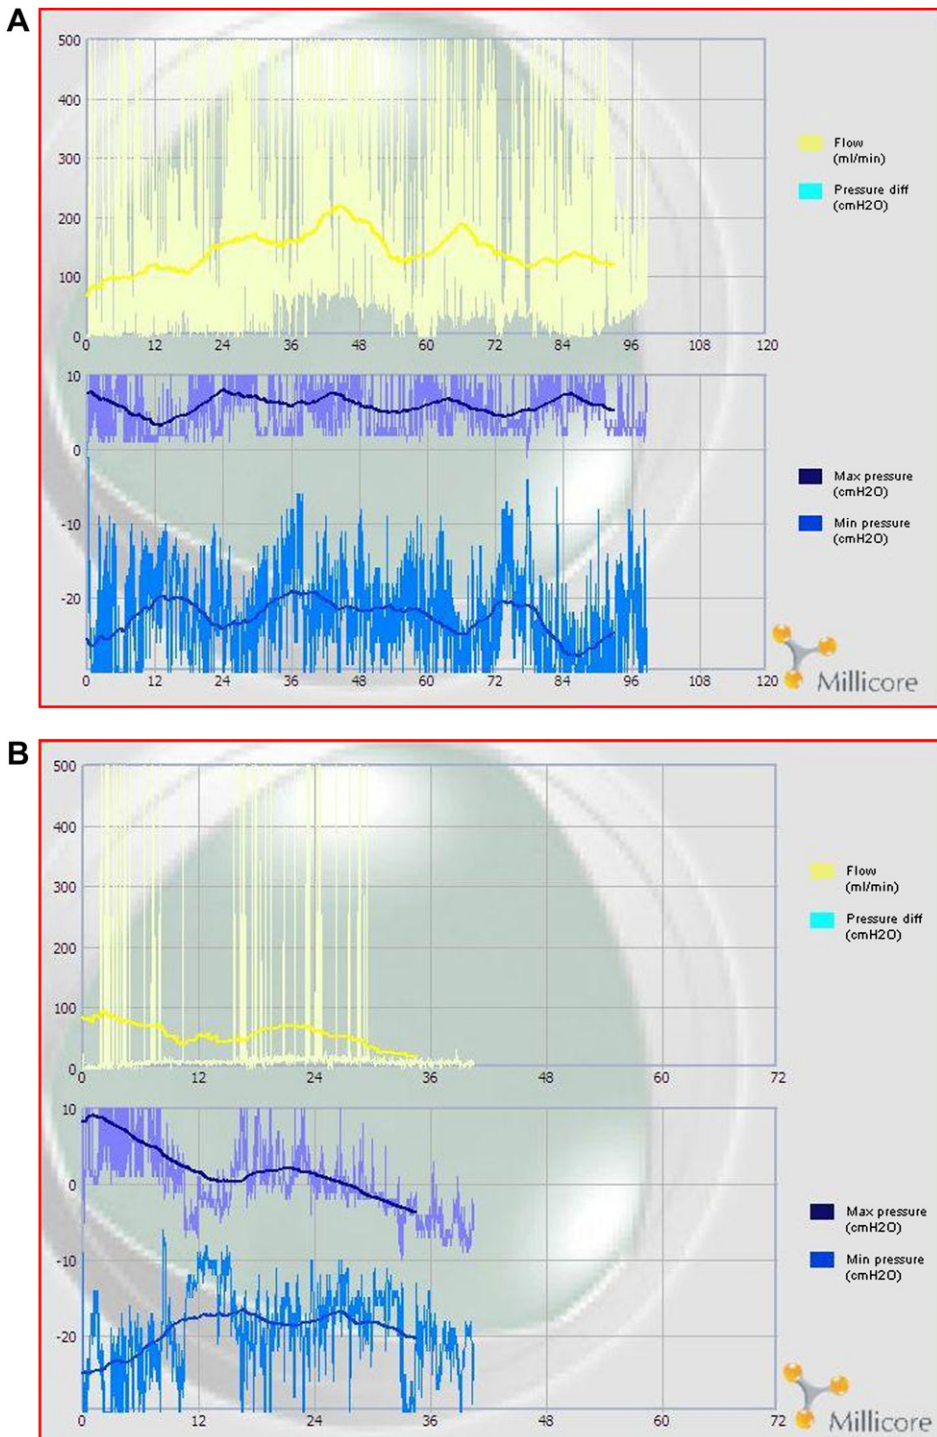 A
500
400
300
200
100
0
0 12 24 36 48 60 72 84 96 108 120
Flow
(ml/min)
Pressure diff
(cmH2O)
10
0
-10
-20
0 12 24 36 48 60 72 84 96 108 120
Max pressure
(cmH2O)
Min pressure
(cmH2O)
Millicore
B
500
400
300
200
100
0
0 12 24 36 48 60 72
Flow
(ml/min)
Pressure diff
(cmH2O)
10
0
-10
-20
0 12 24 36 48 60 72
Max pressure
(cmH2O)
Min pressure
(cmH2O)
Millicore